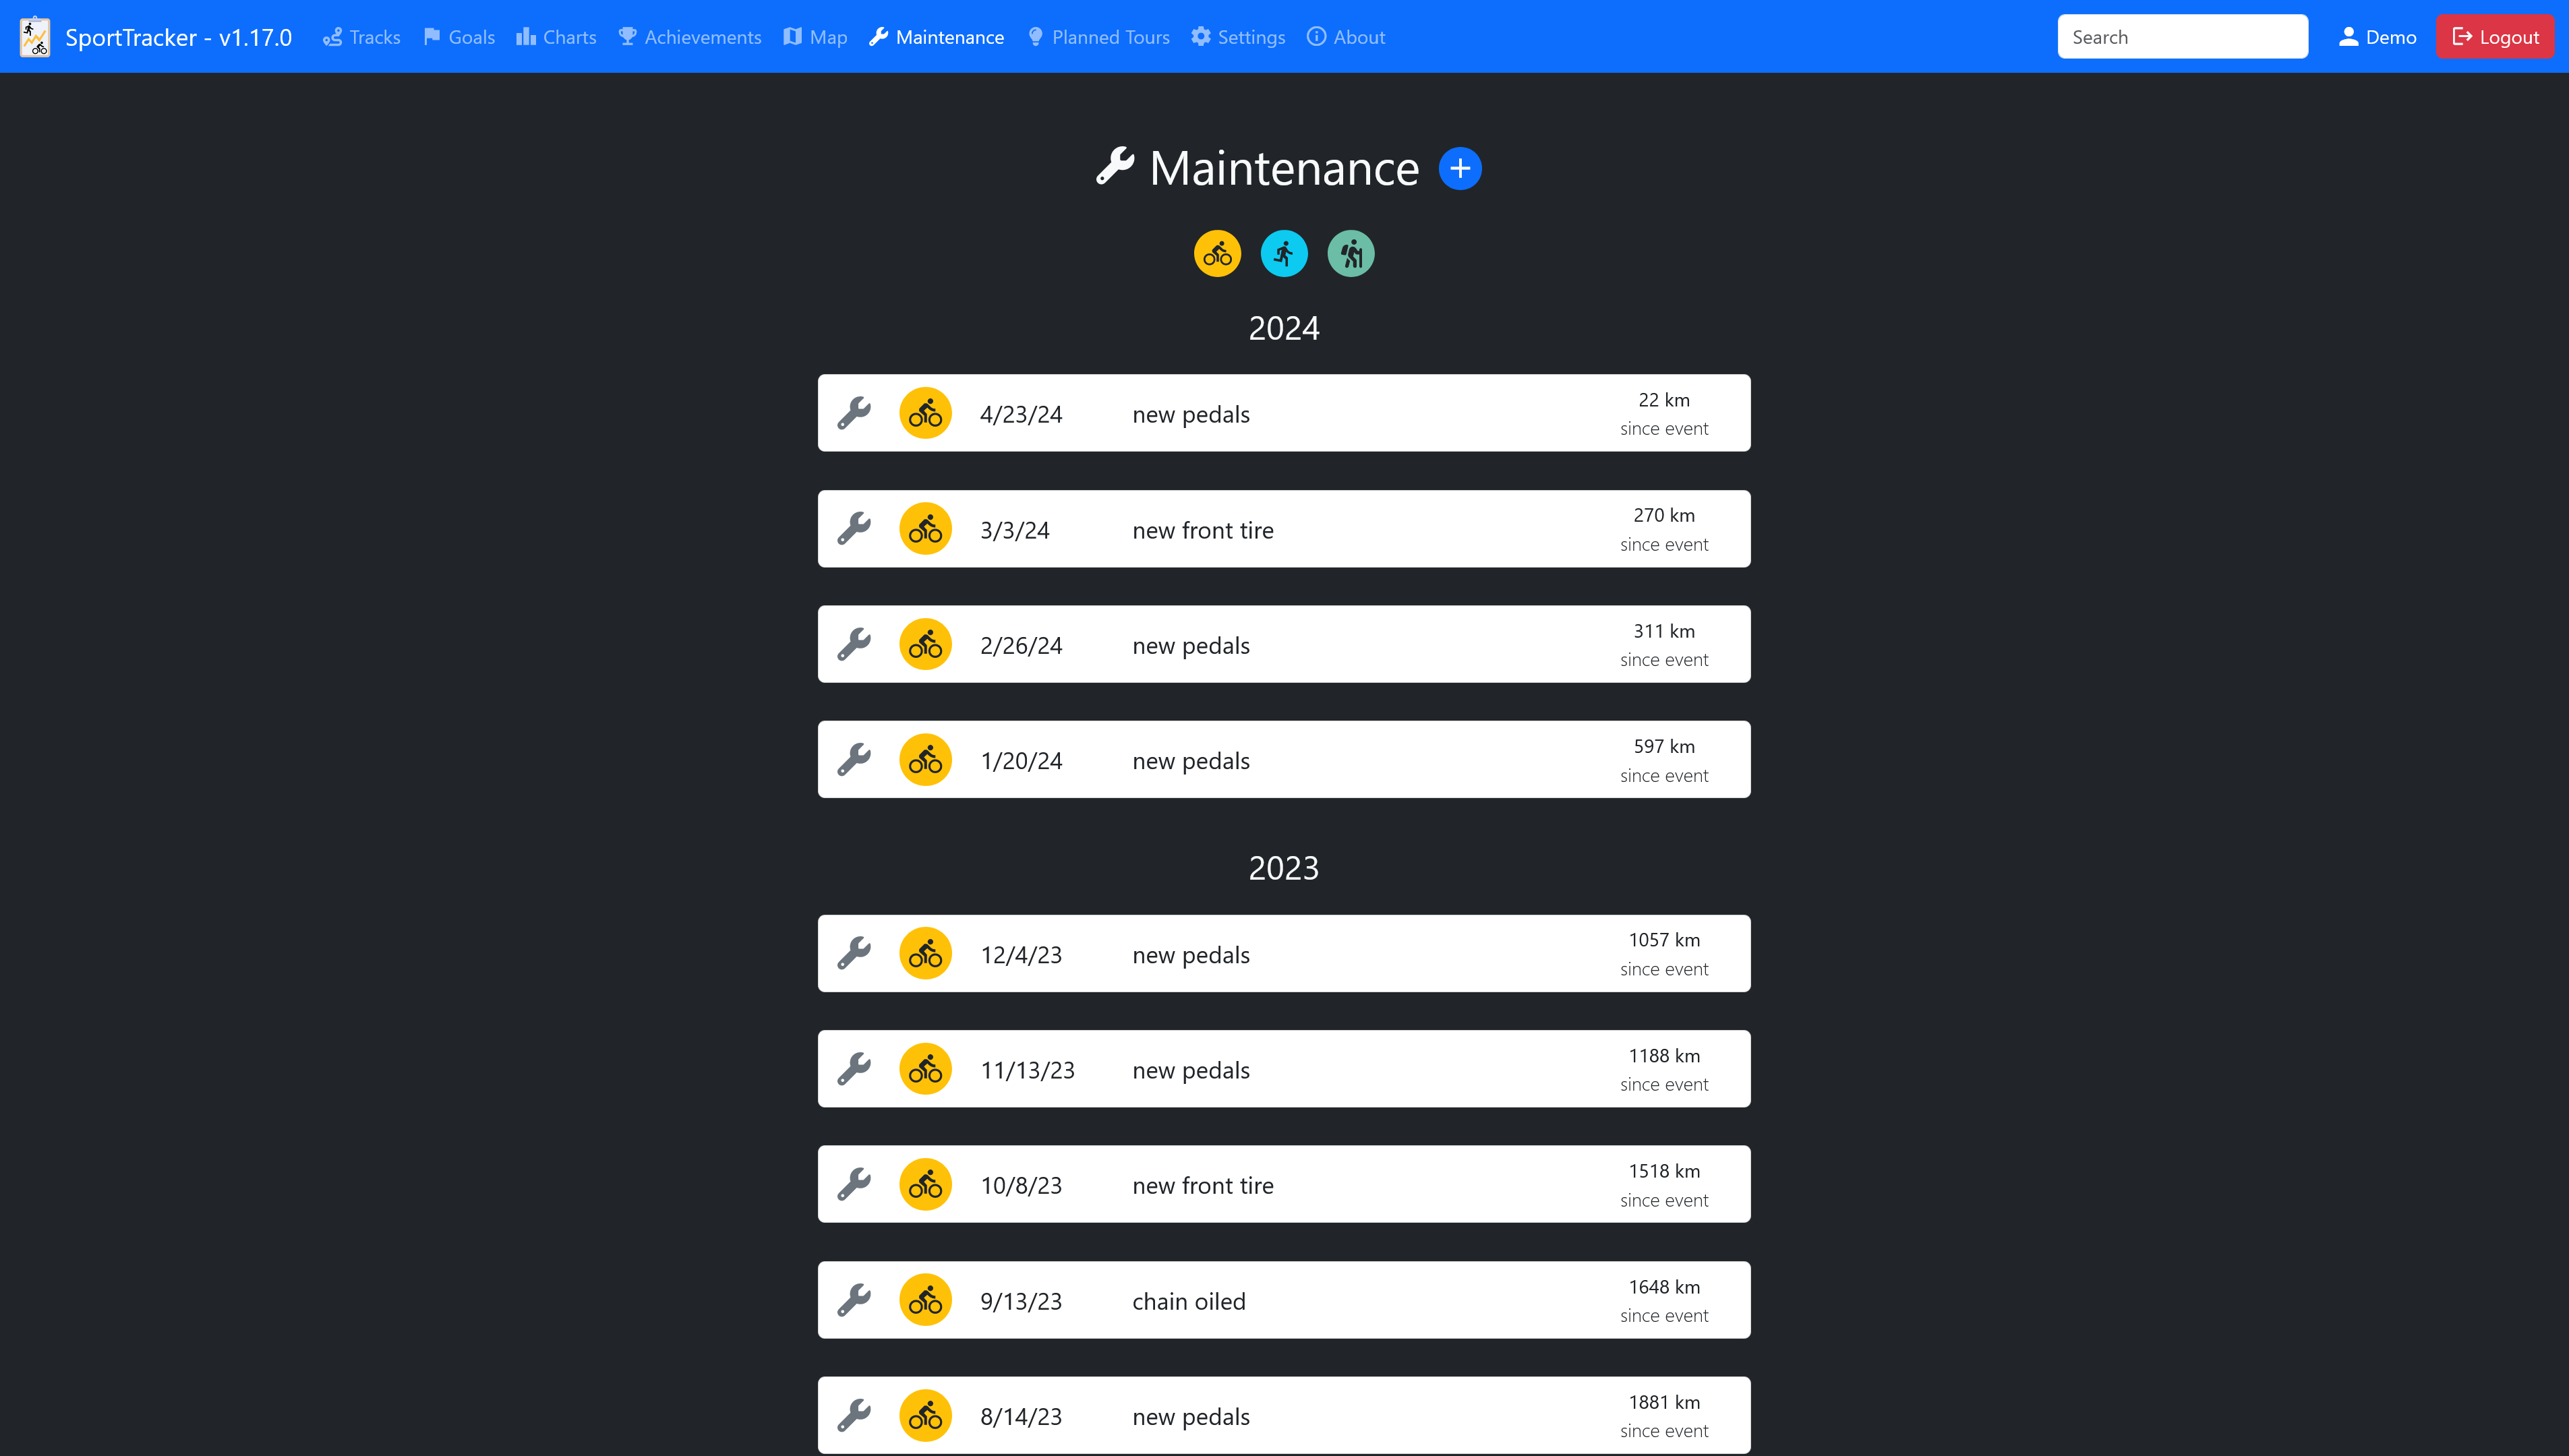 SportTracker - v1.17.0 Tracks Goals Charts Achievements Map Maintenance Planned Tours Settings About Search Demo Logout
Maintenance
2024
4/23/24 new pedals 22 km
since event
3/3/24 new front tire 270 km
since event
2/26/24 new pedals 311 km
since event
1/20/24 new pedals 597 km
since event
2023
12/4/23 new pedals 1057 km
since event
11/13/23 new pedals 1188 km
since event
10/8/23 new front tire 1518 km
since event
9/13/23 chain oiled 1648 km
since event
8/14/23 new pedals 1881 km
since event